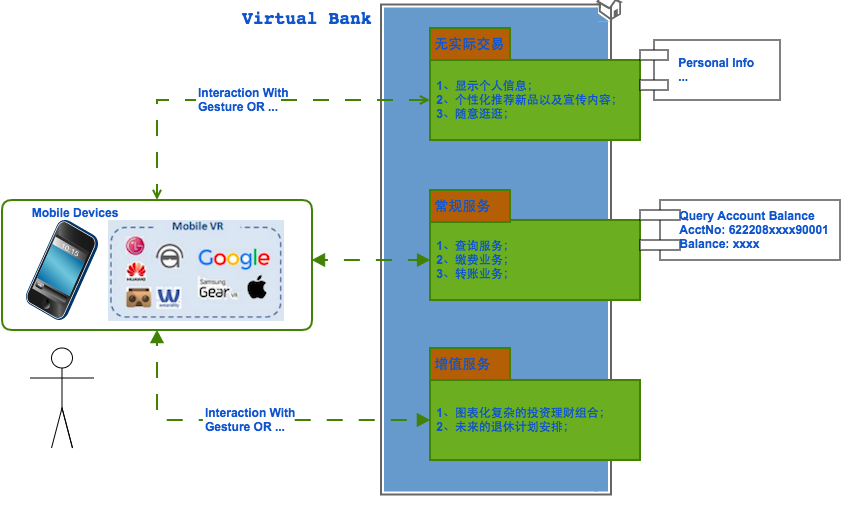 Virtual Bank
无实际交易
1、显示个人信息；
2、个性化推荐新品以及宣传内容；
3、随意逛逛；
Personal Info
...
Interaction With
Gesture OR ...
Mobile Devices
10:15
Mobile VR
LG
HUAWEI
Google
Samsung
Gear VR
W
常规服务
1、查询服务；
2、缴费业务；
3、转账业务；
Query Account Balance
AcctNo: 622208xxxx90001
Balance: xxxx
增值服务
1、图表化复杂的投资理财组合；
2、未来的退休计划安排；
Interaction With
Gesture OR ...